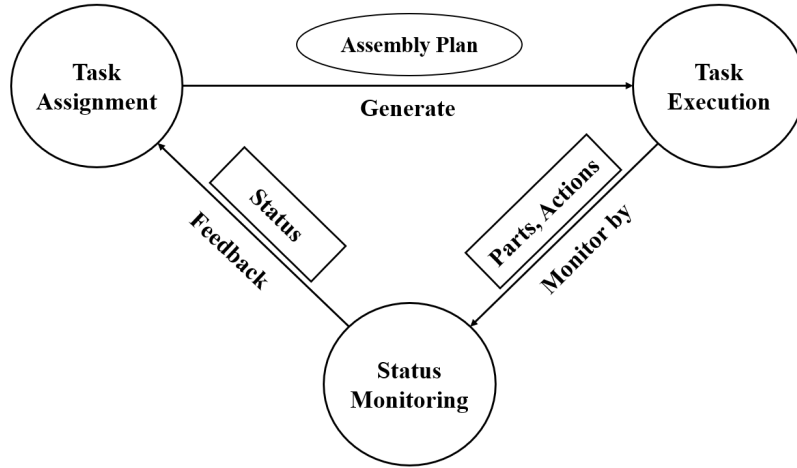 Assembly Plan
Task
Assignment
Generate
Task
Execution
Status
Feedback
Parts, Actions
Monitor by
Status
Monitoring